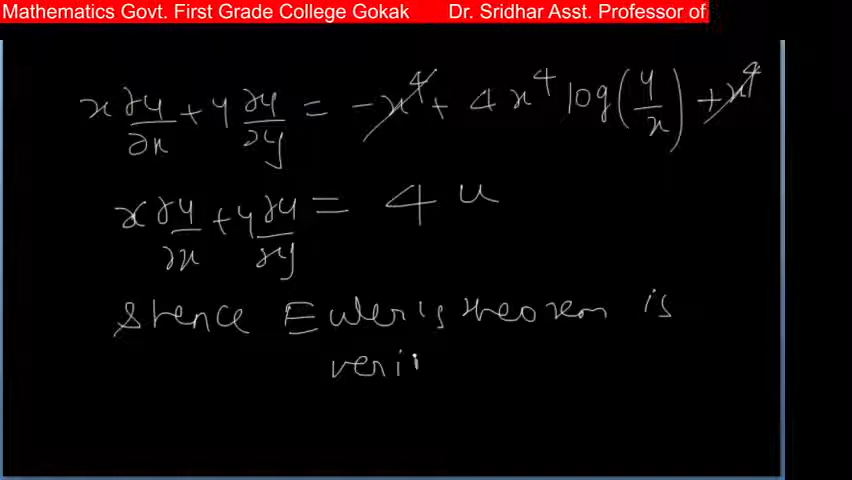 Mathematics Govt. First Grade College Gokak Dr. Sridhar Asst. Professor of
x ∂u/∂x + y ∂u/∂y = -x⁴ + 4x⁴ log(y/x) + x⁴
x ∂u/∂x + y ∂u/∂y = 4 u
Hence Euler's theorem is
veri